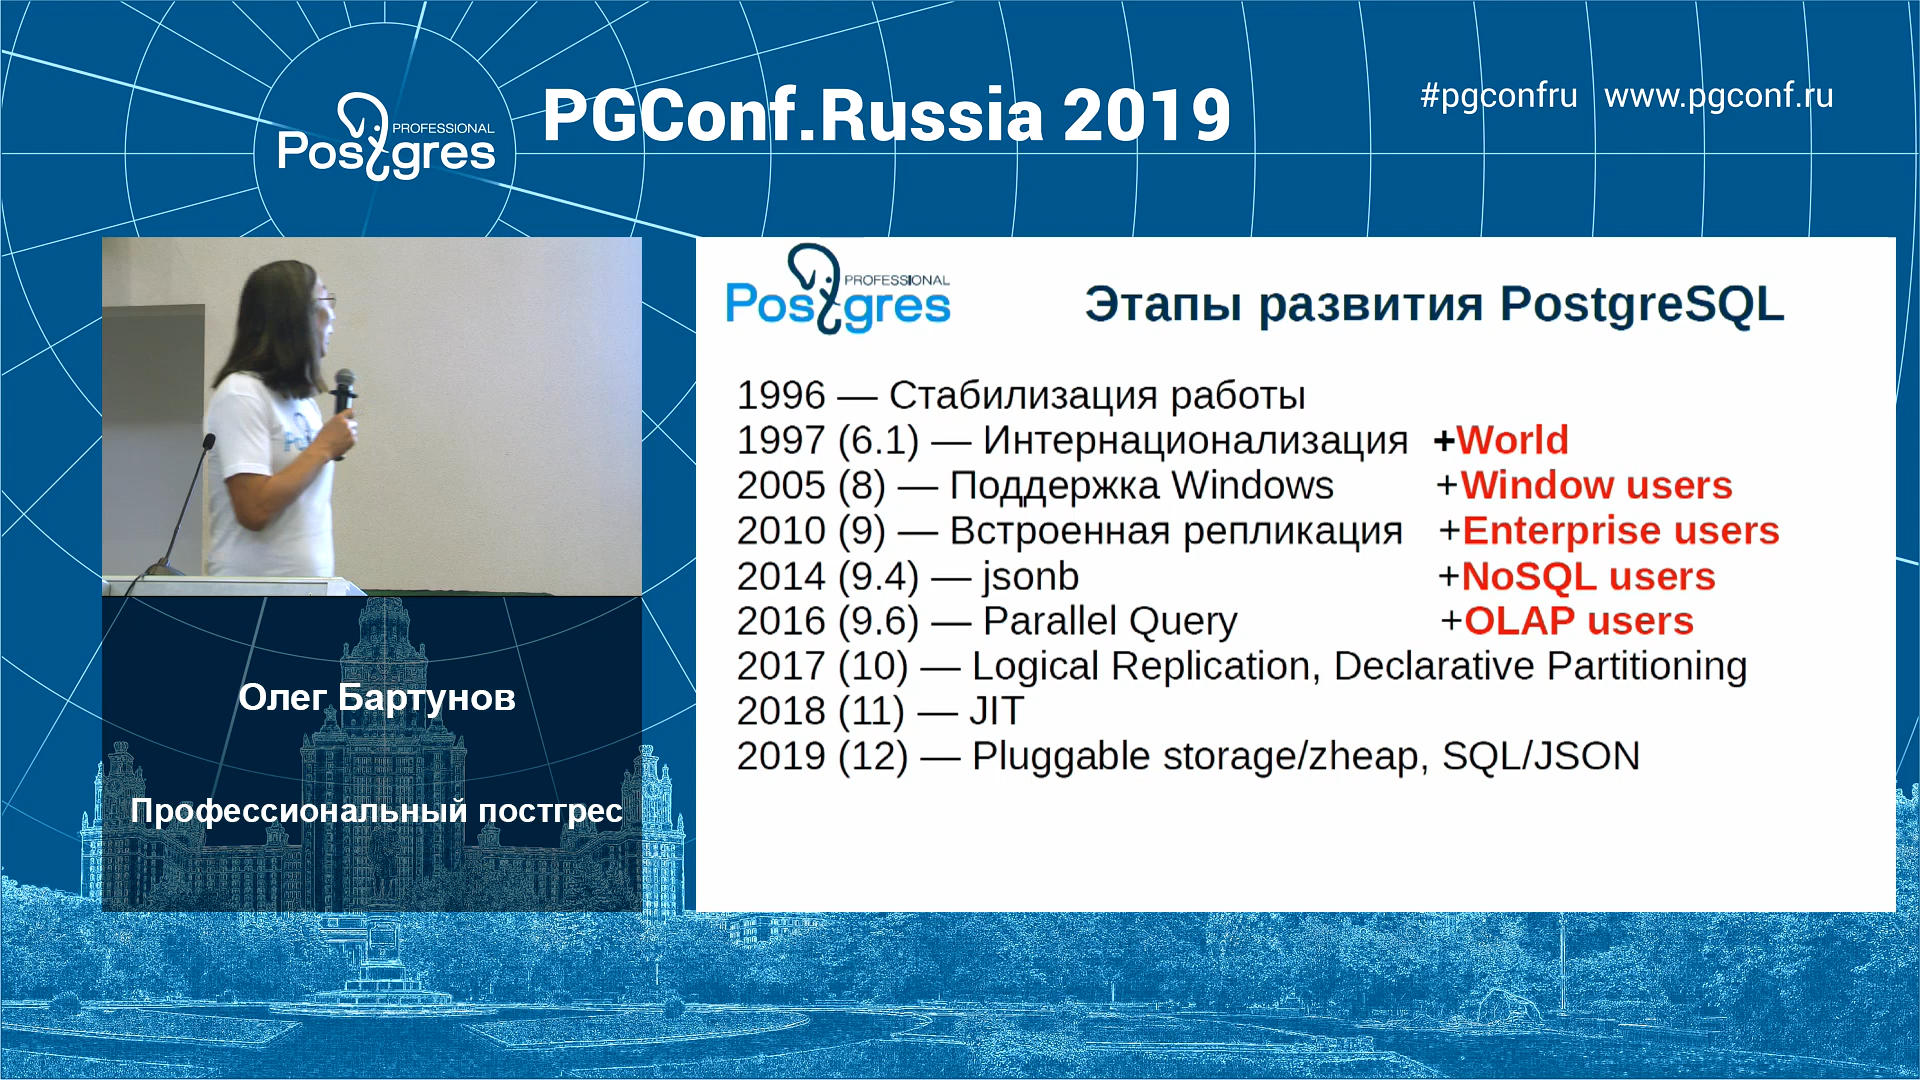 PROFESSIONAL
Postgres
PGConf.Russia 2019
#pgconfru www.pgconf.ru
PROFESSIONAL
Postgres
Этапы развития PostgreSQL
1996 — Стабилизация работы
1997 (6.1) — Интернационализация +World
2005 (8) — Поддержка Windows +Window users
2010 (9) — Встроенная репликация +Enterprise users
2014 (9.4) — jsonb +NoSQL users
2016 (9.6) — Parallel Query +OLAP users
2017 (10) — Logical Replication, Declarative Partitioning
2018 (11) — JIT
2019 (12) — Pluggable storage/zheap, SQL/JSON
Олег Бартунов
Профессиональный постгрес